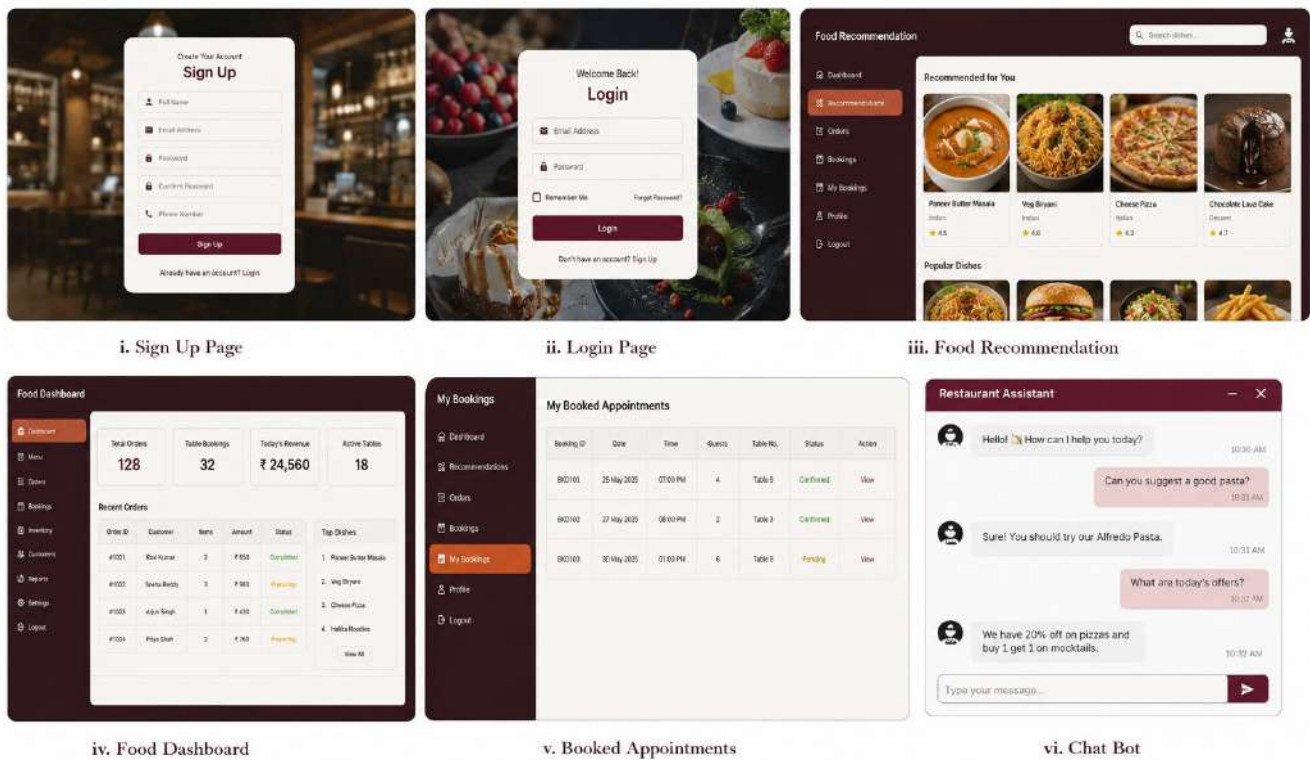 Create Your Account
Sign Up
Full Name
Email Address
Password
Confirm Password
Phone Number
Sign Up
Already have an account? Login
i. Sign Up Page
Welcome Back!
Login
Email Address
Password
Remember Me Forgot Password?
Login
Don't have an account? Sign Up
ii. Login Page
Food Recommendation
Search dishes...
Dashboard
Recommendations
Orders
Bookings
My Bookings
Profile
Logout
Recommended for You
Paneer Butter Masala Veg Biryani Cheese Pizza Chocolate Lava Cake
Indian Indian Italian Dessert
4.7
Popular Dishes
iii. Food Recommendation
Food Dashboard
Dashboard
Menu
Orders
Bookings
Inventory
Customers
Reports
Settings
Logout
Total Orders Table Bookings Today's Revenue Active Tables
128 32 ₹ 24,560 18
Recent Orders
Order ID Customer Items Amount Status
#1001 Ravi Kumar 2 Completed
#1002 Sneha Reddy 3 Preparing
#1003 Arjun Singh 1 Completed
#1004 Priya Shah 2 Preparing
Top Dishes
1. Paneer Butter Masala
2. Veg Biryani
3. Cheese Pizza
4. Hakka Noodles
View All
iv. Food Dashboard
My Bookings
Dashboard
Recommendations
Orders
Bookings
My Bookings
Profile
Logout
My Booked Appointments
Booking ID Date Time Guests Table No. Status Action
BKD101 25 May 2025 07:00 PM 4 Table 5 Confirmed View
BKD102 27 May 2025 08:00 PM 2 Table 3 Confirmed View
BKD103 30 May 2025 01:00 PM 6 Table 8 Pending View
v. Booked Appointments
Restaurant Assistant
Hello! 👋 How can I help you today?
10:30 AM
Can you suggest a good pasta?
10:31 AM
Sure! You should try our Alfredo Pasta.
10:31 AM
What are today's offers?
10:32 AM
We have 20% off on pizzas and
buy 1 get 1 on mocktails.
10:32 AM
Type your message...
vi. Chat Bot